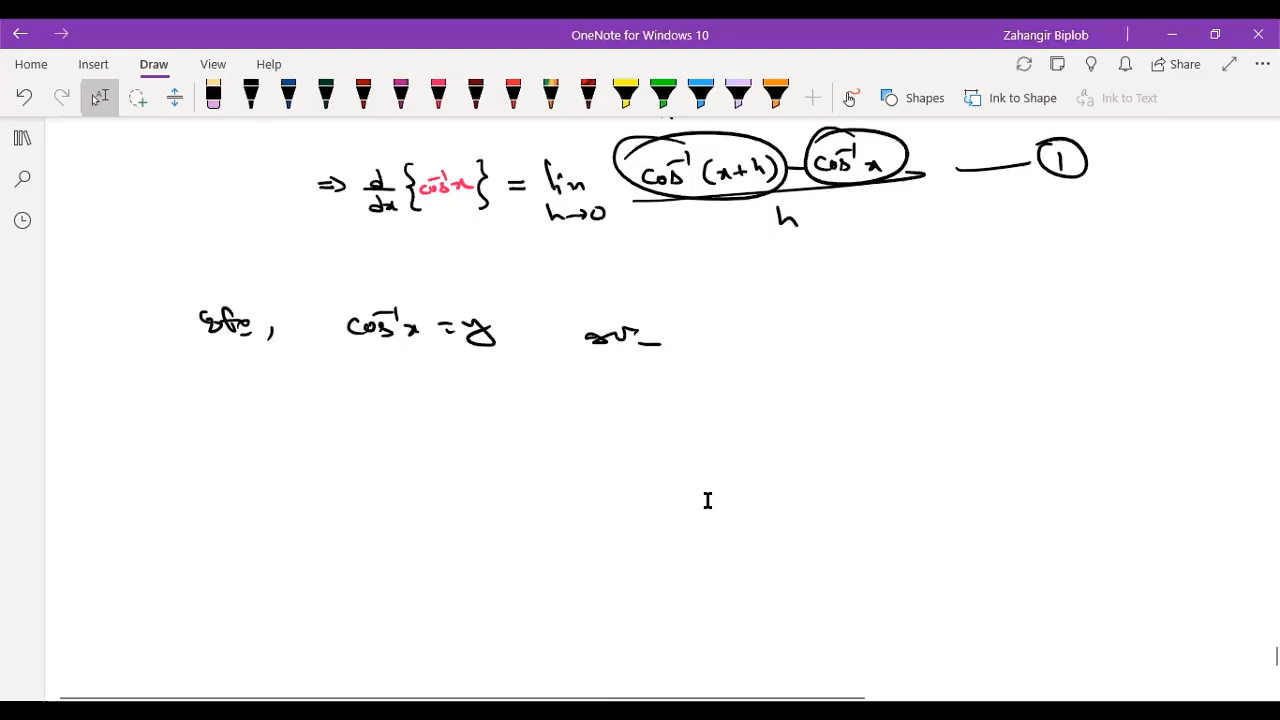 OneNote for Windows 10
Zahangir Biplob
Home Insert Draw View Help
Share
Shapes Ink to Shape Ink to Text
⇒ d/dx {cos⁻¹x} = lim h→0 (cos⁻¹(x+h) − cos⁻¹x)/h —— ①
, cos⁻¹x = y